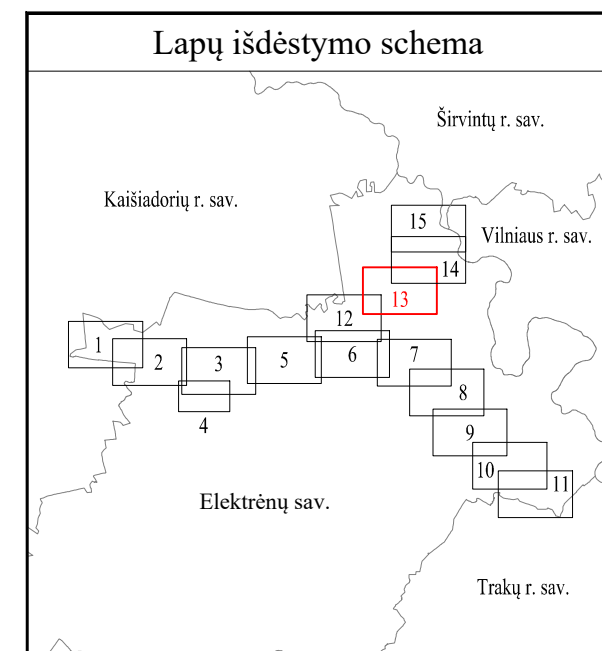 Lapų išdėstymo schema
Širvintų r. sav.
Kaišiadorių r. sav.
15
Vilniaus r. sav.
14
13
12
1
2
3
5
6
7
8
4
9
10
11
Elektrėnų sav.
Trakų r. sav.